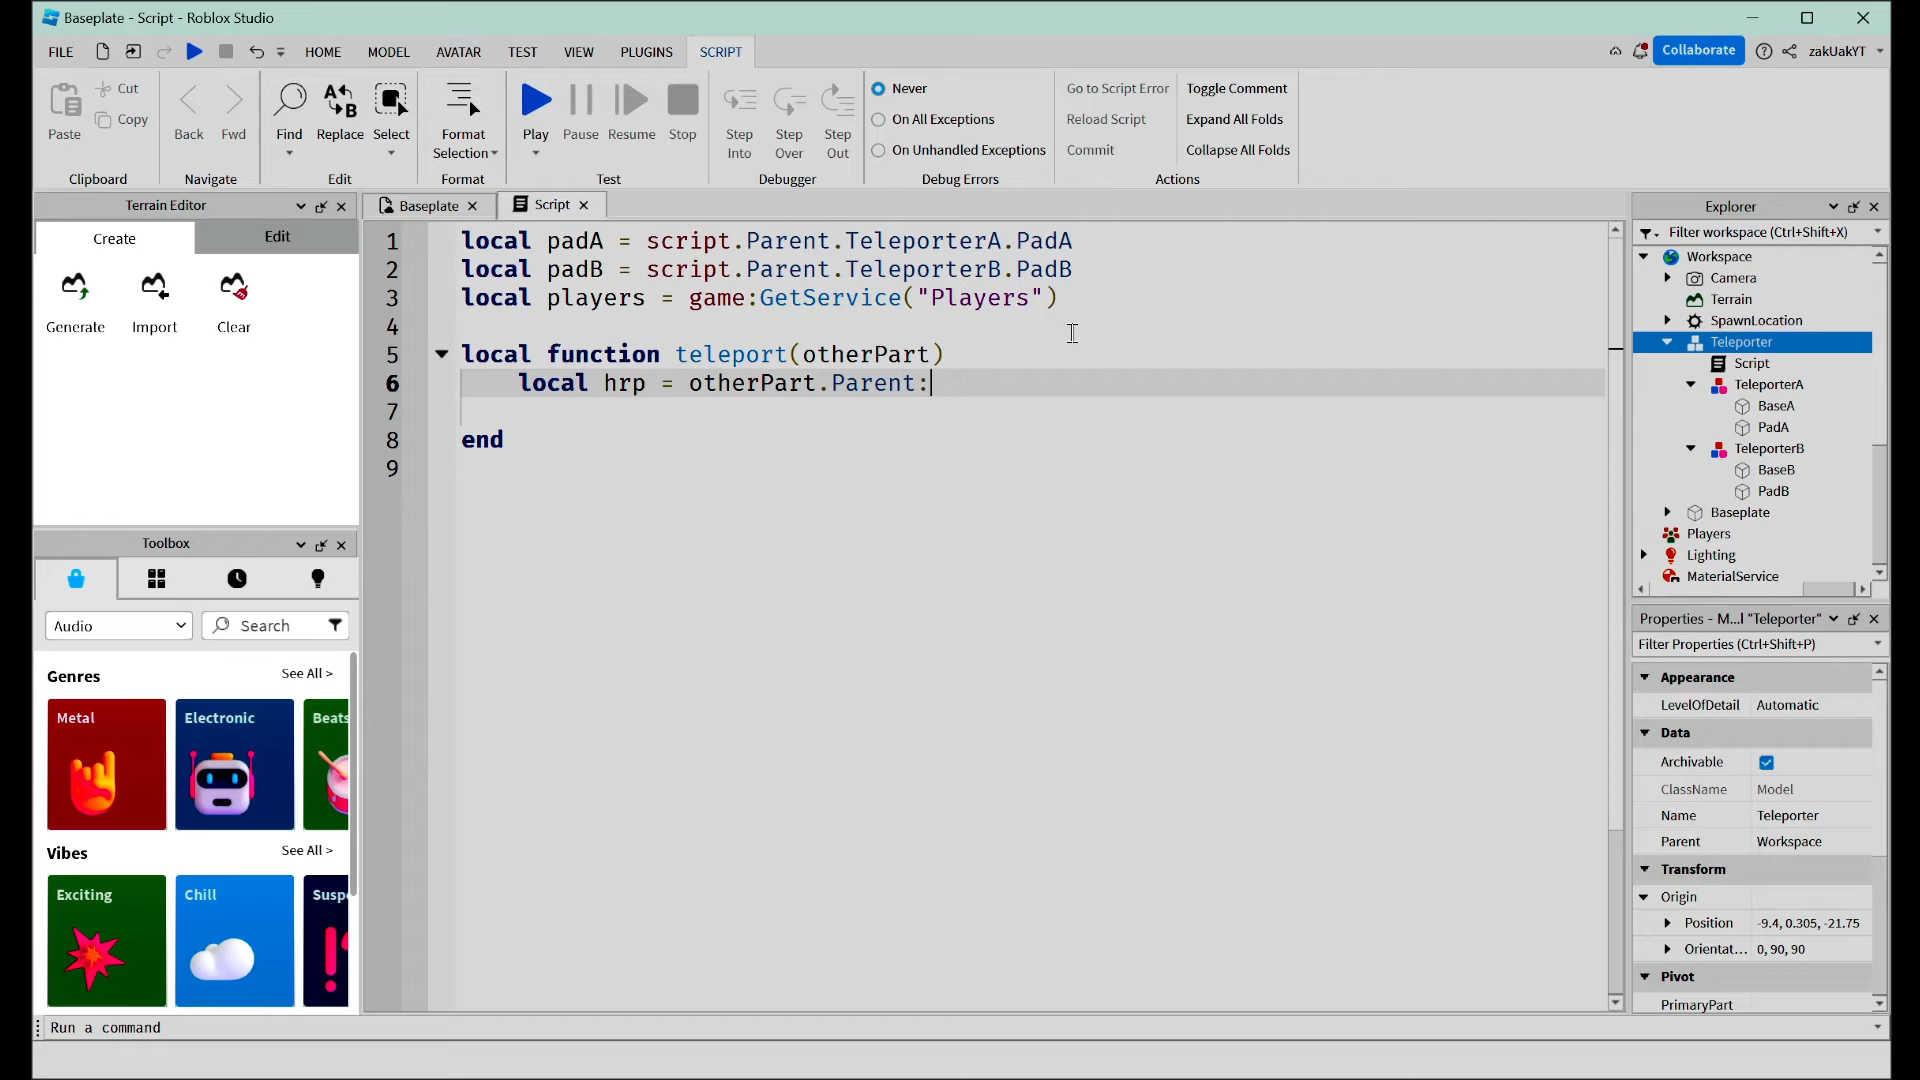 Baseplate - Script - Roblox Studio
FILE HOME MODEL AVATAR TEST VIEW PLUGINS SCRIPT Collaborate zakUakYT
Paste Cut Copy
Back Fwd
Find Replace Select
Format Selection
Play Pause Resume Stop
Step Into Step Over Step Out
Never
On All Exceptions
On Unhandled Exceptions
Go to Script Error
Reload Script
Commit
Toggle Comment
Expand All Folds
Collapse All Folds
Clipboard Navigate Edit Format Test Debugger Debug Errors Actions
Terrain Editor
Create Edit
Generate Import Clear
Toolbox
Audio Search
Genres See All >
Metal Electronic Beats
Vibes See All >
Exciting Chill Susp
Baseplate Script
1 local padA = script.Parent.TeleporterA.PadA
2 local padB = script.Parent.TeleporterB.PadB
3 local players = game:GetService("Players")
4
5 local function teleport(otherPart)
6 local hrp = otherPart.Parent:
7
8 end
9
Explorer
Filter workspace (Ctrl+Shift+X)
Workspace
Camera
Terrain
SpawnLocation
Teleporter
Script
TeleporterA
BaseA
PadA
TeleporterB
BaseB
PadB
Baseplate
Players
Lighting
MaterialService
Properties - M...l "Teleporter"
Filter Properties (Ctrl+Shift+P)
Appearance
LevelOfDetail Automatic
Data
Archivable
ClassName Model
Name Teleporter
Parent Workspace
Transform
Origin
Position -9.4, 0.305, -21.75
Orientat... 0, 90, 90
Pivot
PrimaryPart
Run a command